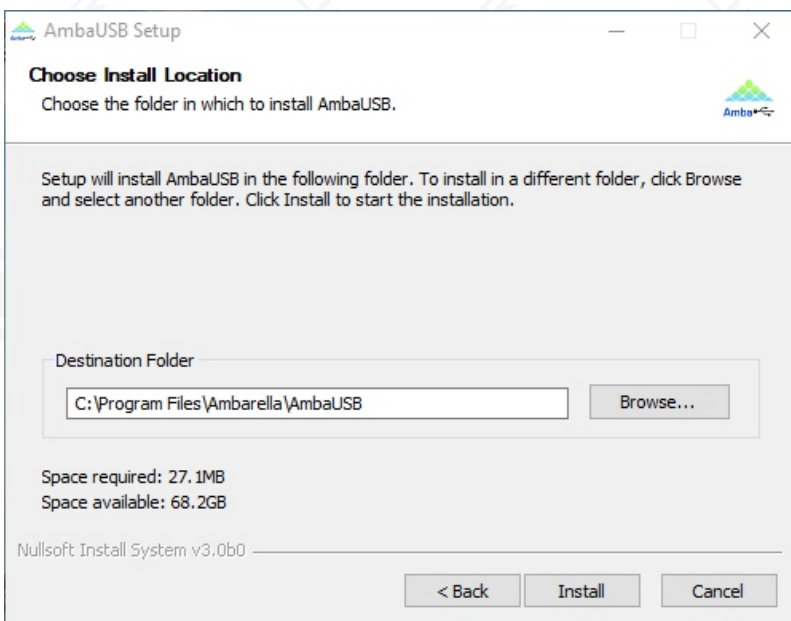 AmbaUSB Setup
Choose Install Location
Choose the folder in which to install AmbaUSB.
Amba
Setup will install AmbaUSB in the following folder. To install in a different folder, click Browse
and select another folder. Click Install to start the installation.
Destination Folder
C:\Program Files\Ambarella\AmbaUSB
Browse...
Space required: 27.1MB
Space available: 68.2GB
Nullsoft Install System v3.0b0
< Back
Install
Cancel